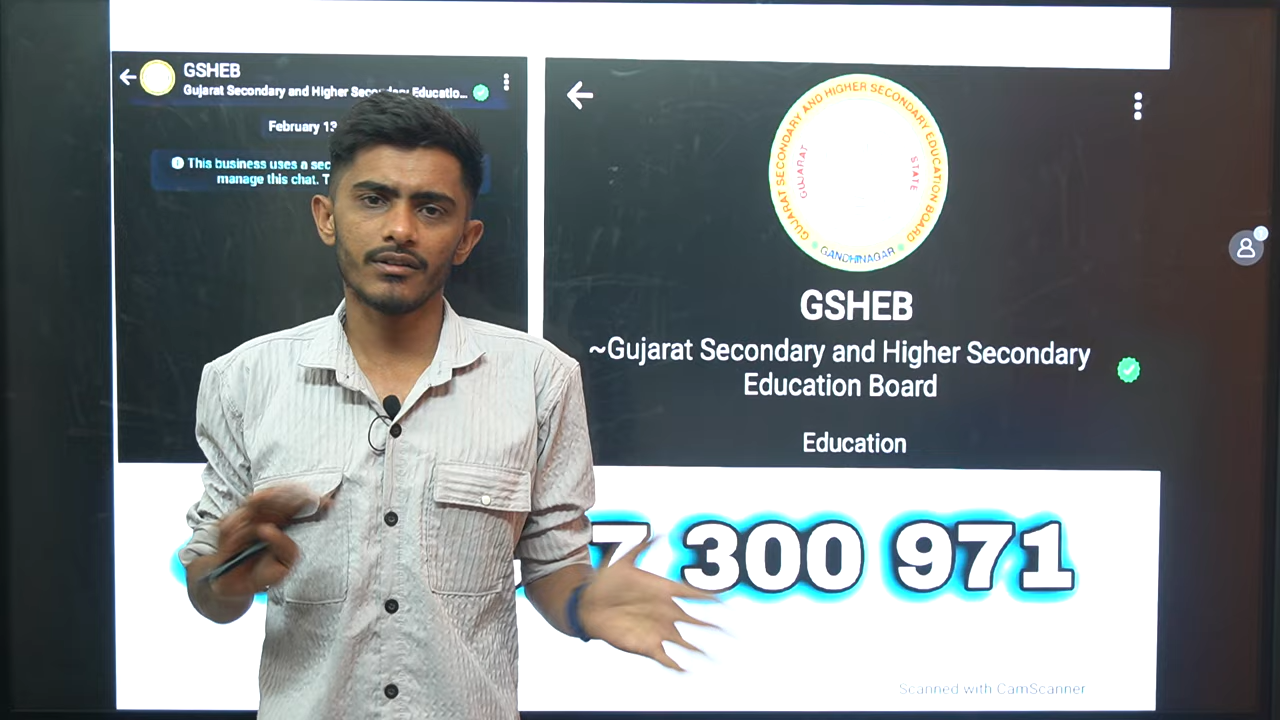 GSHEB
Gujarat Secondary and Higher Secondary Educatio...
February 13
This business uses a sec
manage this chat. T
GUJARAT SECONDARY AND HIGHER SECONDARY EDUCATION BOARD
GUJARAT
STATE
GANDHINAGAR
GSHEB
~Gujarat Secondary and Higher Secondary
Education Board
Education
7 300 971
Scanned with CamScanner